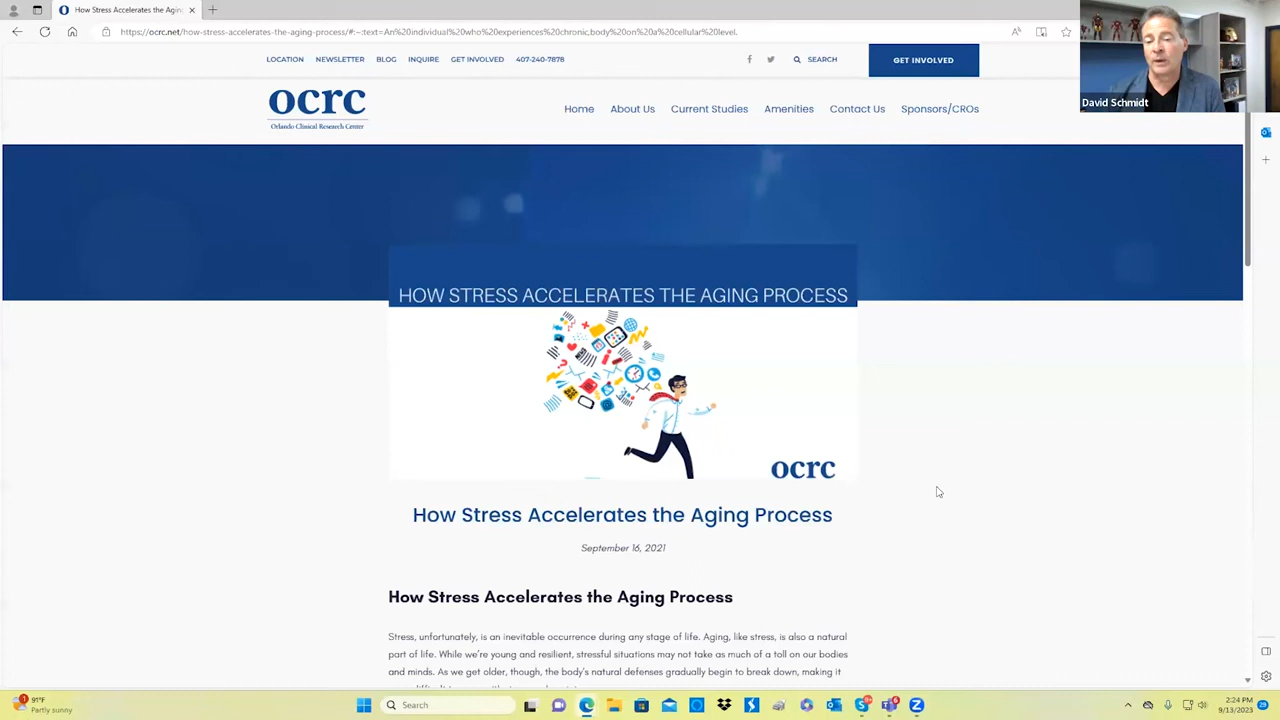 How Stress Accelerates the Aging
https://ocrc.net/how-stress-accelerates-the-aging-process/#:~:text=An%20individual%20who%20experiences%20chronic,body%20on%20a%20cellular%20level.
David Schmidt
LOCATION NEWSLETTER BLOG INQUIRE GET INVOLVED 407-240-7878 SEARCH GET INVOLVED
ocrc
Orlando Clinical Research Center
Home About Us Current Studies Amenities Contact Us Sponsors/CROs
HOW STRESS ACCELERATES THE AGING PROCESS
ocrc
How Stress Accelerates the Aging Process
September 16, 2021
How Stress Accelerates the Aging Process
Stress, unfortunately, is an inevitable occurrence during any stage of life. Aging, like stress, is also a natural
part of life. While we're young and resilient, stressful situations may not take as much of a toll on our bodies
and minds. As we get older, though, the body's natural defenses gradually begin to break down, making it
91°F
Partly sunny
Search
2:24 PM
9/13/2023